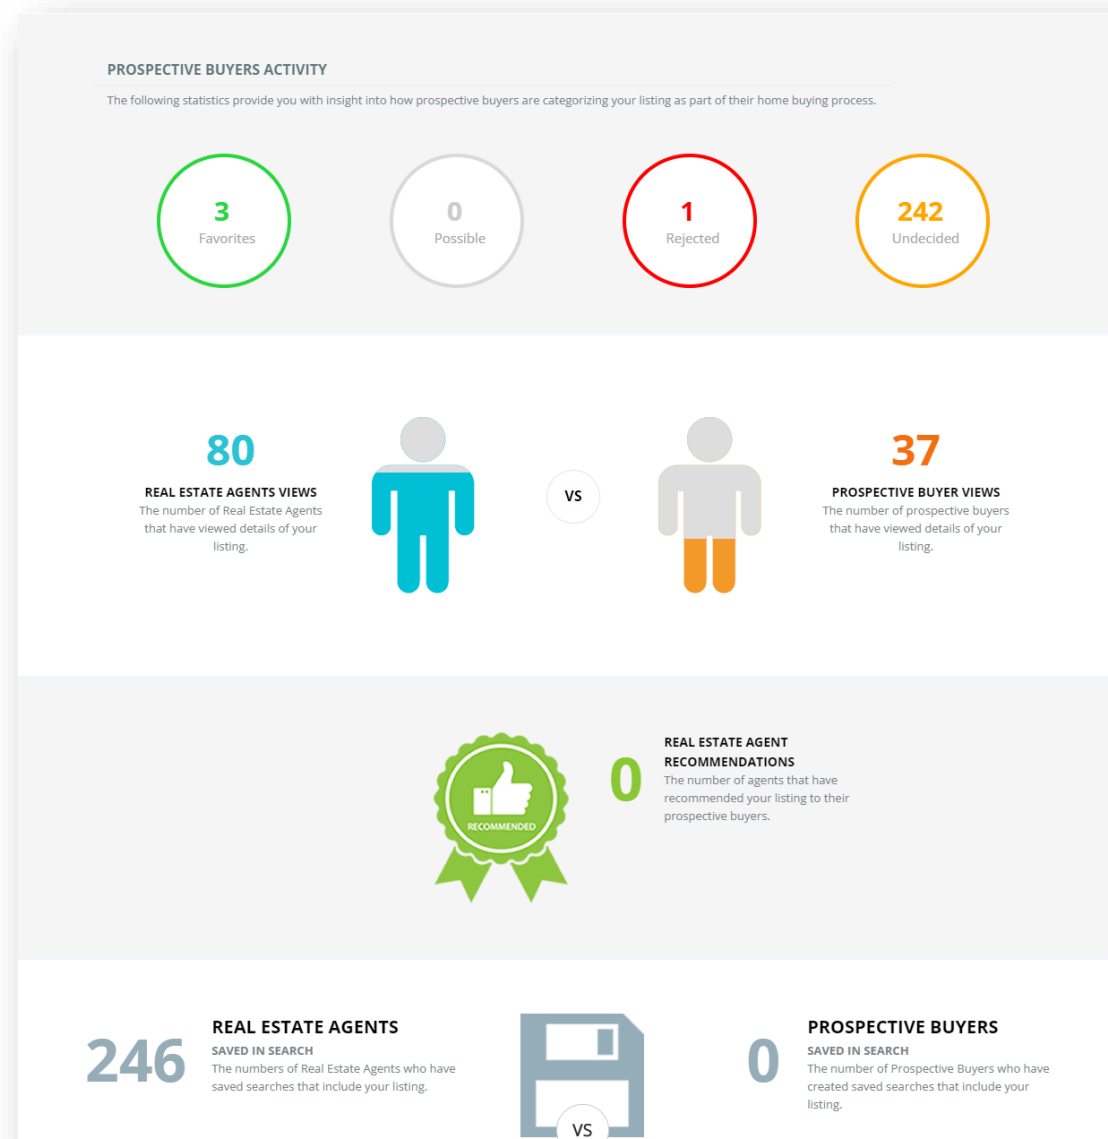 PROSPECTIVE BUYERS ACTIVITY
The following statistics provide you with insight into how prospective buyers are categorizing your listing as part of their home buying process.
3
Favorites
0
Possible
1
Rejected
242
Undecided
80
REAL ESTATE AGENTS VIEWS
The number of Real Estate Agents
that have viewed details of your
listing.
VS
37
PROSPECTIVE BUYER VIEWS
The number of prospective buyers
that have viewed details of your
listing.
RECOMMENDED
0
REAL ESTATE AGENT
RECOMMENDATIONS
The number of agents that have
recommended your listing to their
prospective buyers.
246
REAL ESTATE AGENTS
SAVED IN SEARCH
The numbers of Real Estate Agents who have
saved searches that include your listing.
VS
0
PROSPECTIVE BUYERS
SAVED IN SEARCH
The number of Prospective Buyers who have
created saved searches that include your
listing.